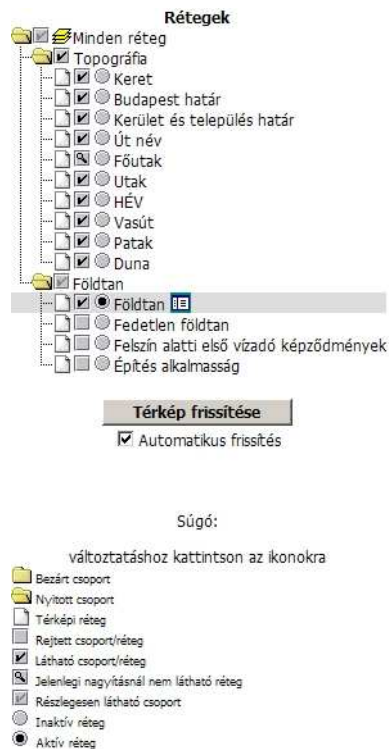 Rétegek
Minden réteg
Topográfia
Keret
Budapest határ
Kerület és település határ
Út név
Főutak
Utak
HÉV
Vasút
Patak
Duna
Földtan
Földtan
Fedetlen földtan
Felszín alatti első vízadó képződmények
Építés alkalmasság
Térkép frissítése
Automatikus frissítés
Súgó:
változtatáshoz kattintson az ikonokra
Bezárt csoport
Nyitott csoport
Térképi réteg
Rejtett csoport/réteg
Látható csoport/réteg
Jelenlegi nagyításnál nem látható réteg
Részlegesen látható csoport
Inaktív réteg
Aktív réteg